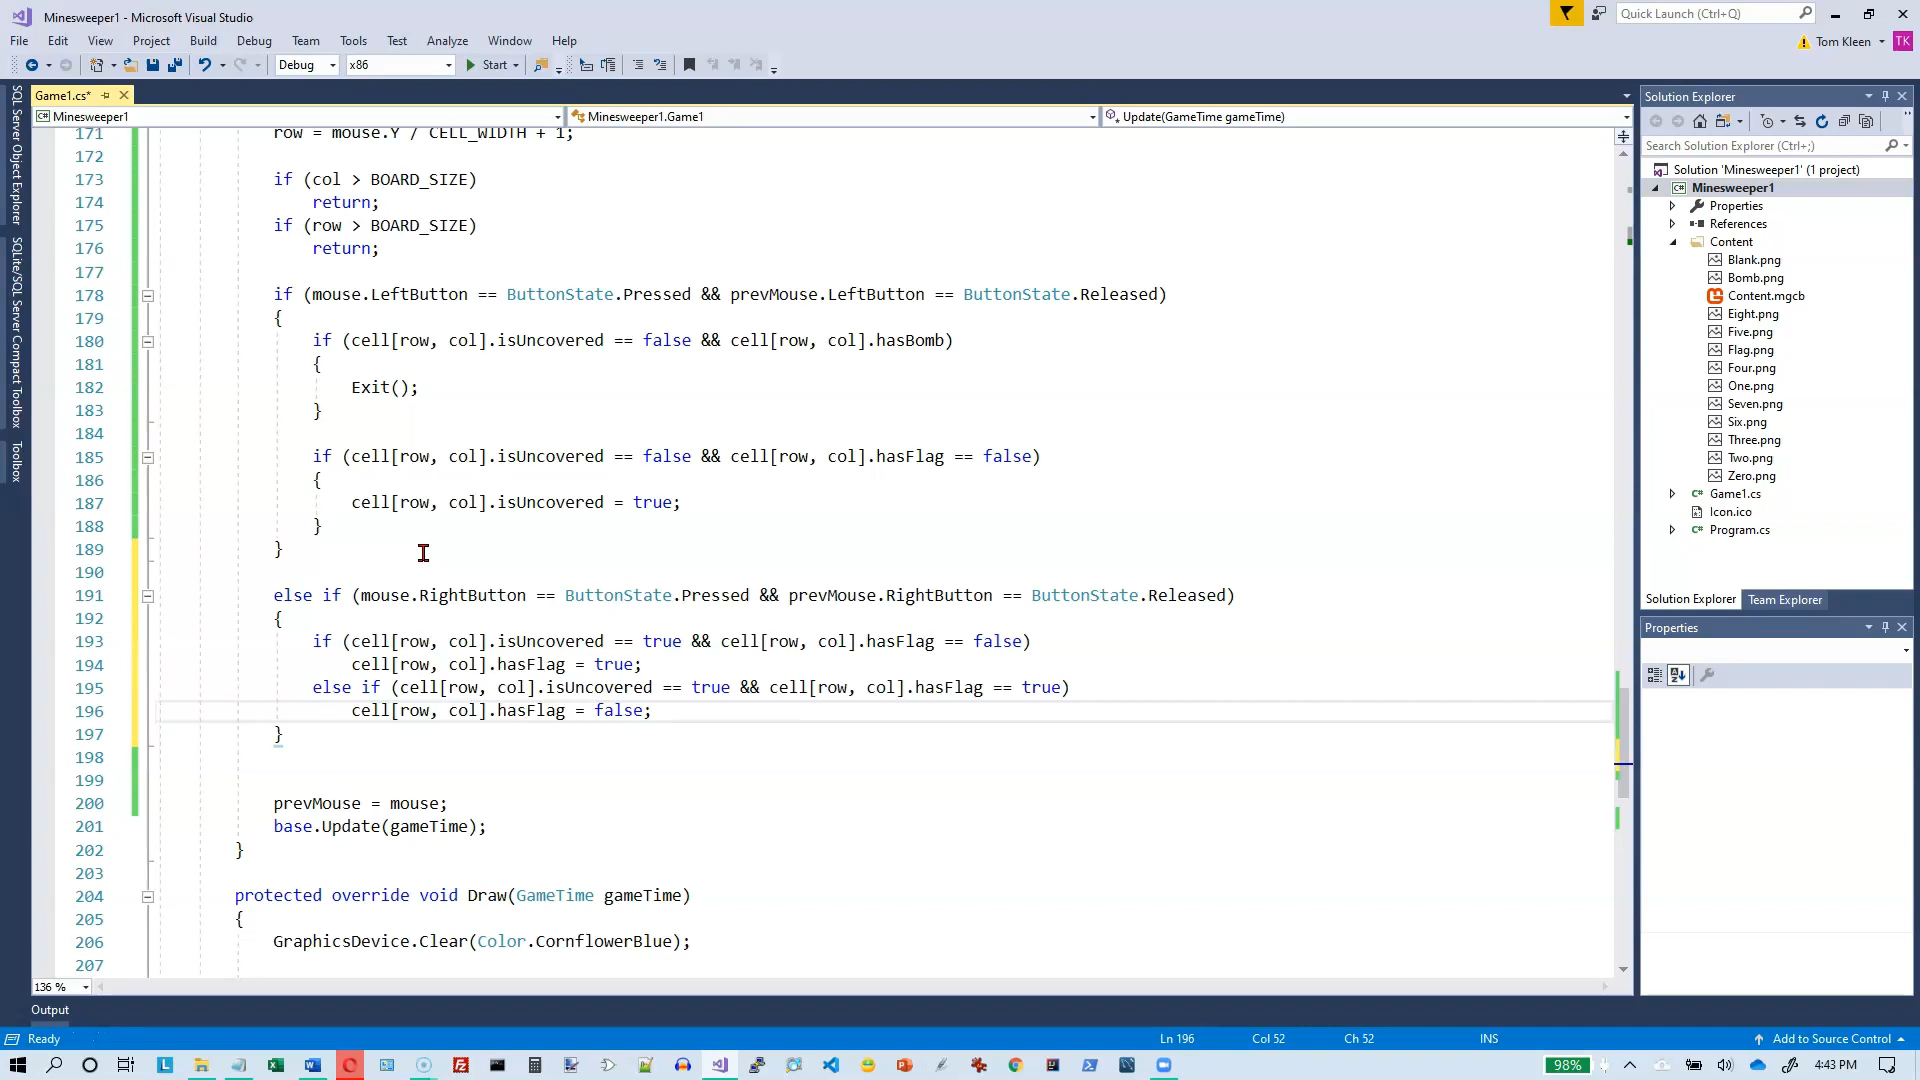 Minesweeper1 - Microsoft Visual Studio
Quick Launch (Ctrl+Q)
File Edit View Project Build Debug Team Tools Test Analyze Window Help
Tom Kleen TK
Debug x86 Start
SQL Server Object Explorer
SQLite/SQL Server Compact Toolbox
Toolbox
Game1.cs*
Minesweeper1 Minesweeper1.Game1 Update(GameTime gameTime)
171 row = mouse.Y / CELL_WIDTH + 1;
172
173 if (col > BOARD_SIZE)
174 return;
175 if (row > BOARD_SIZE)
176 return;
177
178 if (mouse.LeftButton == ButtonState.Pressed && prevMouse.LeftButton == ButtonState.Released)
179 {
180 if (cell[row, col].isUncovered == false && cell[row, col].hasBomb)
181 {
182 Exit();
183 }
184
185 if (cell[row, col].isUncovered == false && cell[row, col].hasFlag == false)
186 {
187 cell[row, col].isUncovered = true;
188 }
189 }
190
191 else if (mouse.RightButton == ButtonState.Pressed && prevMouse.RightButton == ButtonState.Released)
192 {
193 if (cell[row, col].isUncovered == true && cell[row, col].hasFlag == false)
194 cell[row, col].hasFlag = true;
195 else if (cell[row, col].isUncovered == true && cell[row, col].hasFlag == true)
196 cell[row, col].hasFlag = false;
197 }
198
199
200 prevMouse = mouse;
201 base.Update(gameTime);
202 }
203
204 protected override void Draw(GameTime gameTime)
205 {
206 GraphicsDevice.Clear(Color.CornflowerBlue);
207
136 %
Output
Solution Explorer
Search Solution Explorer (Ctrl+;)
Solution 'Minesweeper1' (1 project)
Minesweeper1
Properties
References
Content
Blank.png
Bomb.png
Content.mgcb
Eight.png
Five.png
Flag.png
Four.png
One.png
Seven.png
Six.png
Three.png
Two.png
Zero.png
Game1.cs
Icon.ico
Program.cs
Solution Explorer Team Explorer
Properties
Ready Ln 196 Col 52 Ch 52 INS Add to Source Control
98% 4:43 PM